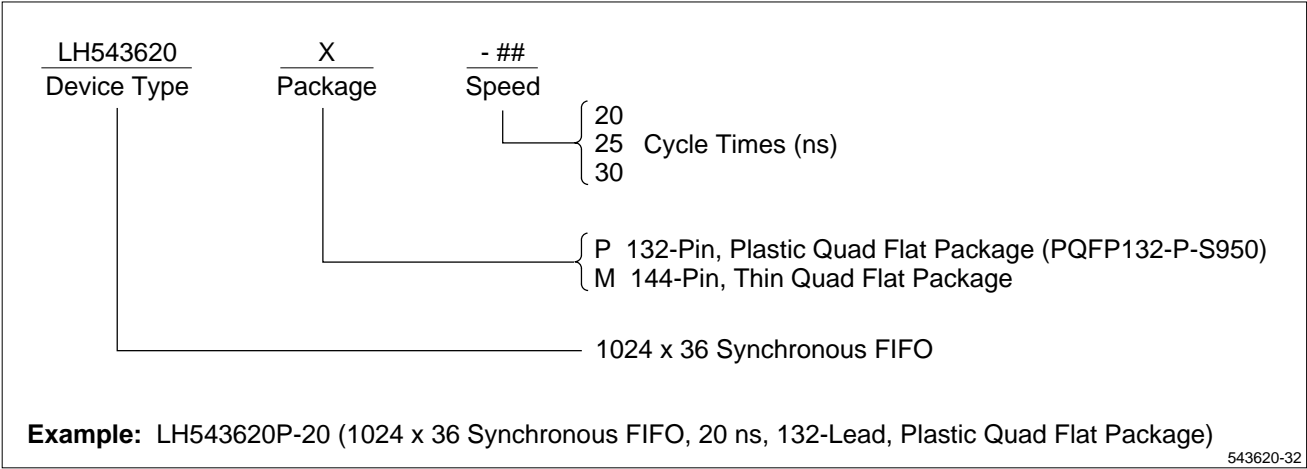 LH543620 X - ##
Device Type Package Speed
20
25 Cycle Times (ns)
30
P 132-Pin, Plastic Quad Flat Package (PQFP132-P-S950)
M 144-Pin, Thin Quad Flat Package
1024 x 36 Synchronous FIFO
Example: LH543620P-20 (1024 x 36 Synchronous FIFO, 20 ns, 132-Lead, Plastic Quad Flat Package)
543620-32